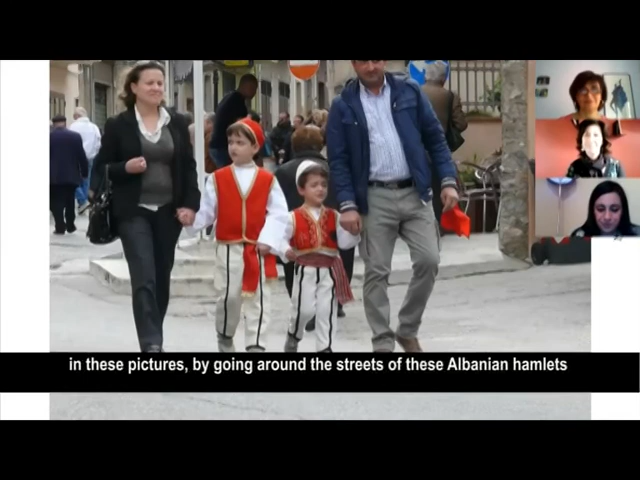 in these pictures, by going around the streets of these Albanian hamlets